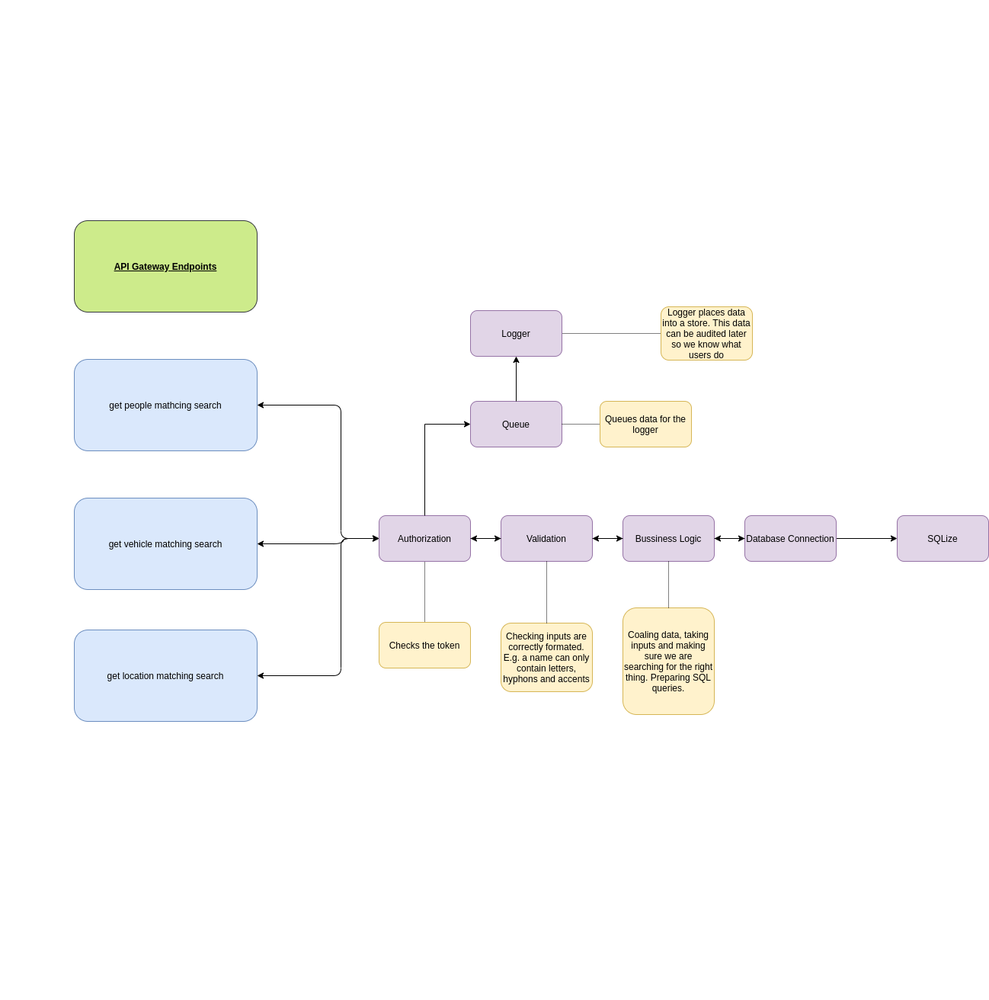 API Gateway Endpoints
get people mathcing search
get vehicle matching search
get location matching search
Logger
Logger places data
into a store. This data
can be audited later
so we know what
users do
Queue
Queues data for the
logger
Authorization
Validation
Bussiness Logic
Database Connection
SQLize
Checks the token
Checking inputs are
correctly formated.
E.g. a name can only
contain letters,
hyphons and accents
Coaling data, taking
inputs and making
sure we are
searching for the right
thing. Preparing SQL
queries.